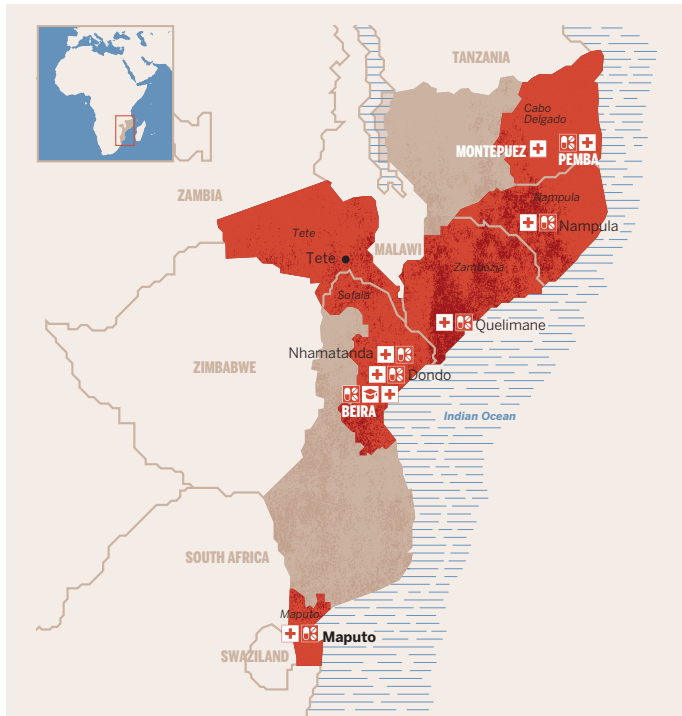 TANZANIA
Cabo
Delgado
MONTEPUEZ
PEMBA
ZAMBIA
Nampula
Nampula
Tete
MALAWI
Tete
Zambézia
Sofala
Quelimane
Nhamatanda
ZIMBABWE
Dondo
BEIRA
Indian Ocean
SOUTH AFRICA
Maputo
Maputo
SWAZILAND